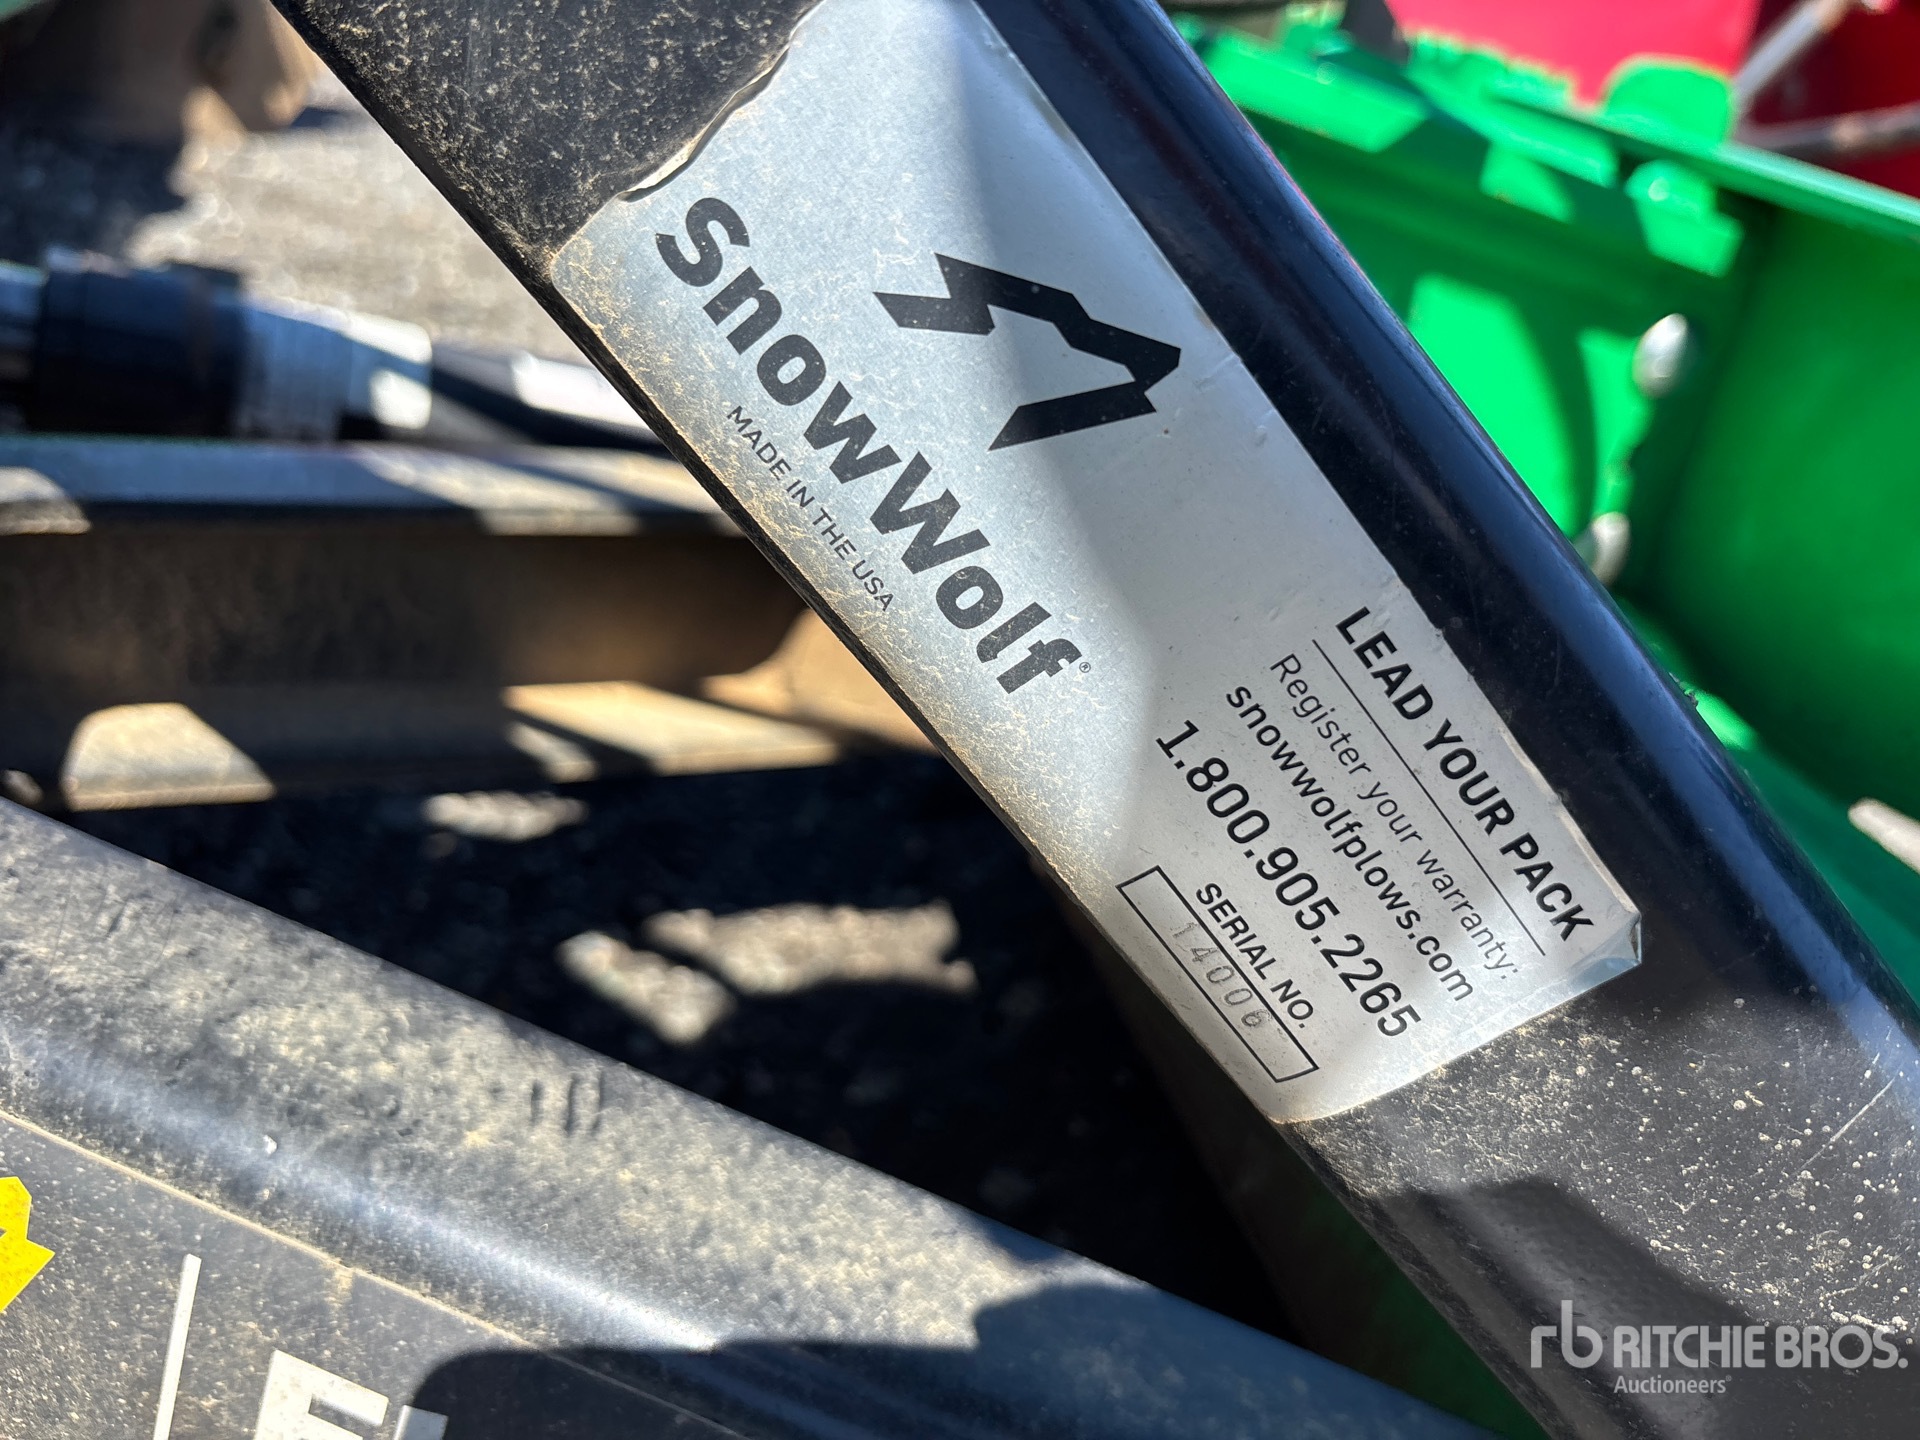 SnowWolf®
MADE IN THE USA
LEAD YOUR PACK
Register your warranty:
snowwolfplows.com
1.800.905.2265
SERIAL NO.
14006
rb RITCHIE BROS.
Auctioneers®